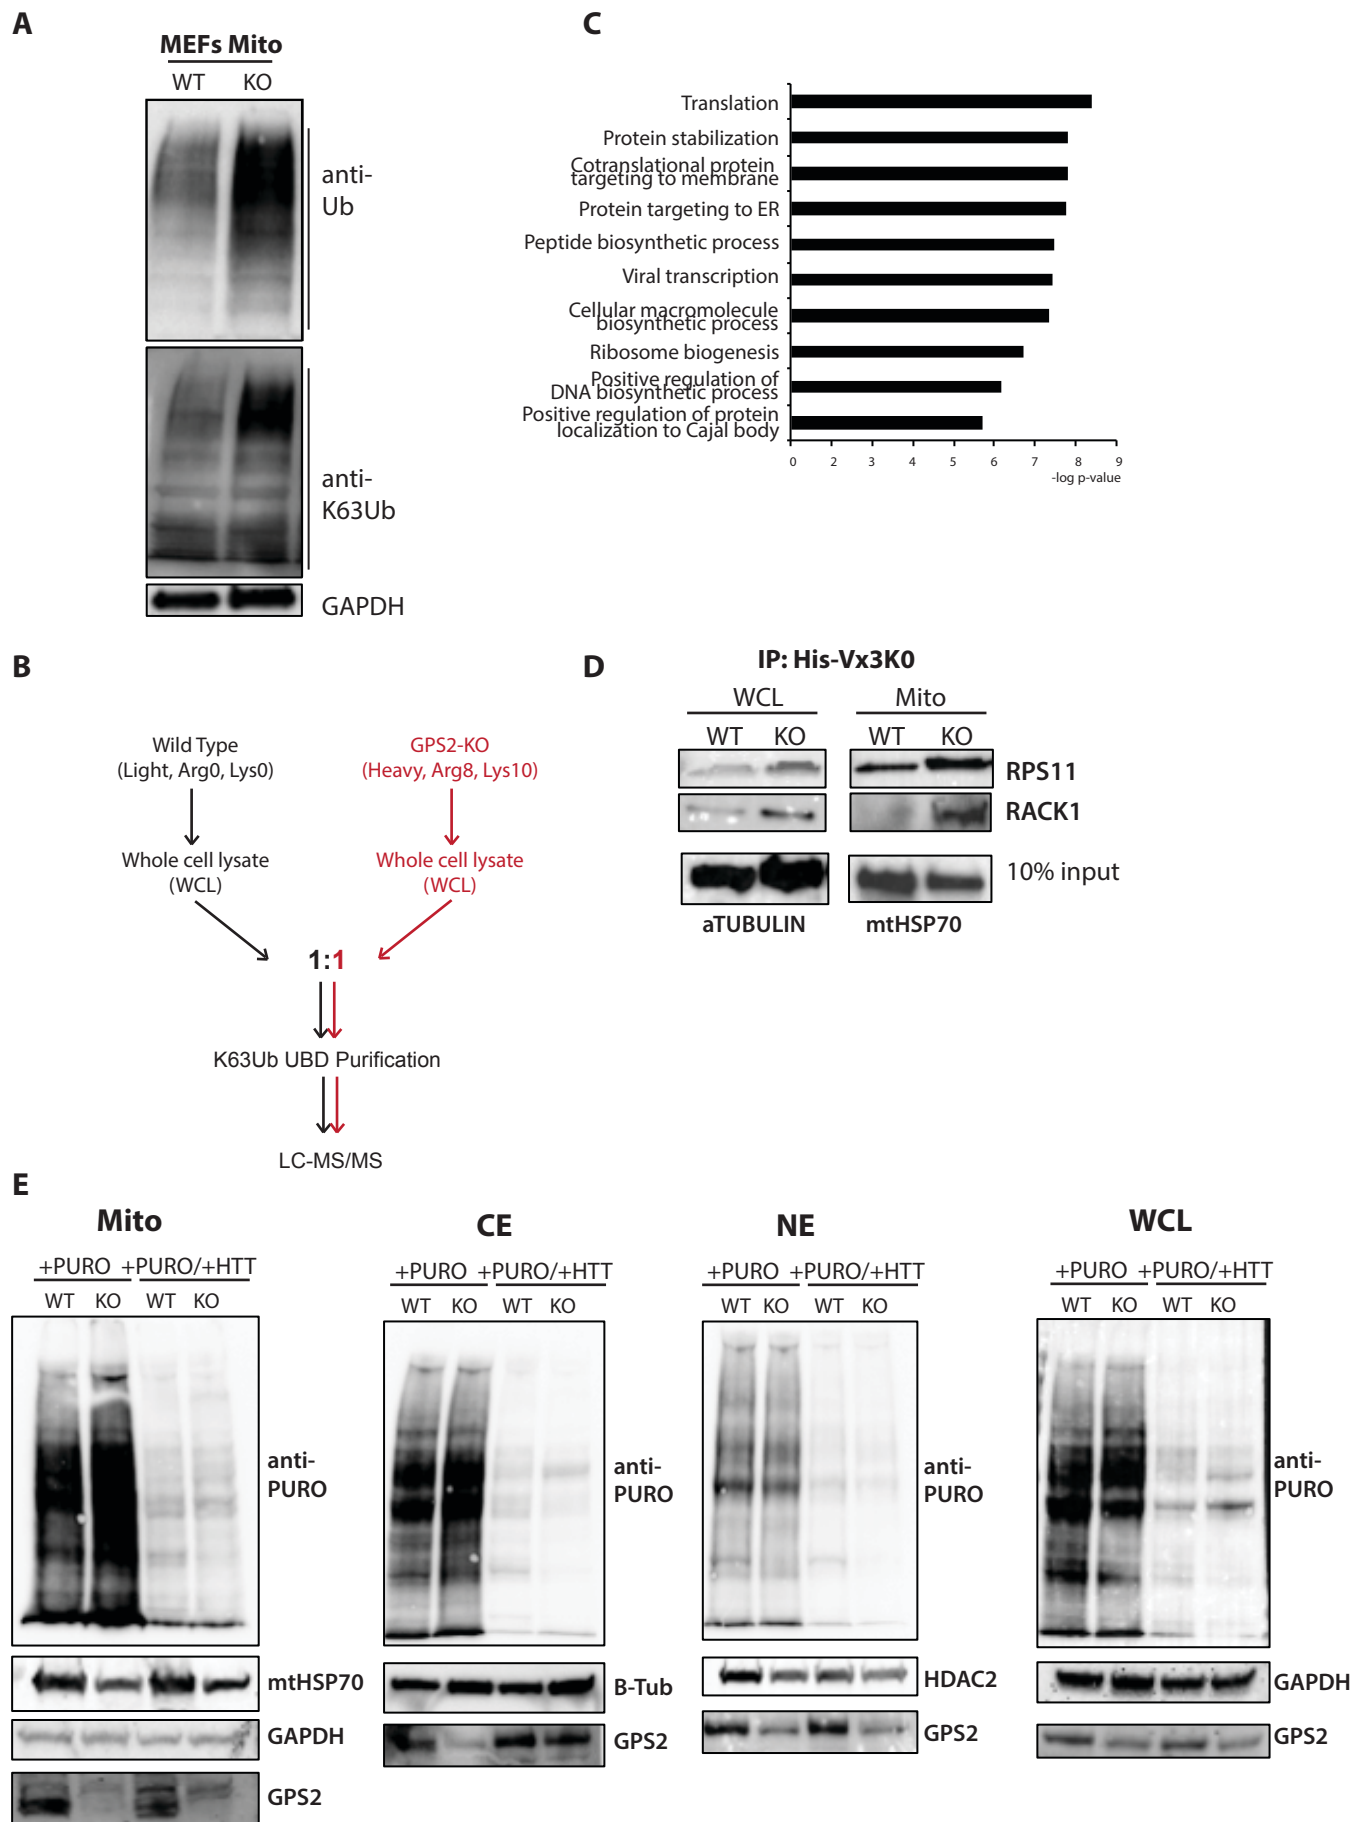 A
MEFs Mito
WT KO
anti-
Ub
anti-
K63Ub
GAPDH
C
Translation
Protein stabilization
Cotranslational protein
targeting to membrane
Protein targeting to ER
Peptide biosynthetic process
Viral transcription
Cellular macromolecule
biosynthetic process
Ribosome biogenesis
Positive regulation of
DNA biosynthetic process
Positive regulation of protein
localization to Cajal body
0 2 3 4 5 6 7 8 9
-log p-value
B
Wild Type
(Light, Arg0, Lys0)
GPS2-KO
(Heavy, Arg8, Lys10)
Whole cell lysate
(WCL)
Whole cell lysate
(WCL)
1:1
K63Ub UBD Purification
LC-MS/MS
D
IP: His-Vx3K0
WCL Mito
WT KO WT KO
RPS11
RACK1
10% input
aTUBULIN mtHSP70
E
Mito
+PURO +PURO/+HTT
WT KO WT KO
anti-
PURO
mtHSP70
GAPDH
GPS2
CE
+PURO +PURO/+HTT
WT KO WT KO
anti-
PURO
B-Tub
GPS2
NE
+PURO +PURO/+HTT
WT KO WT KO
anti-
PURO
HDAC2
GPS2
WCL
+PURO +PURO/+HTT
WT KO WT KO
anti-
PURO
GAPDH
GPS2